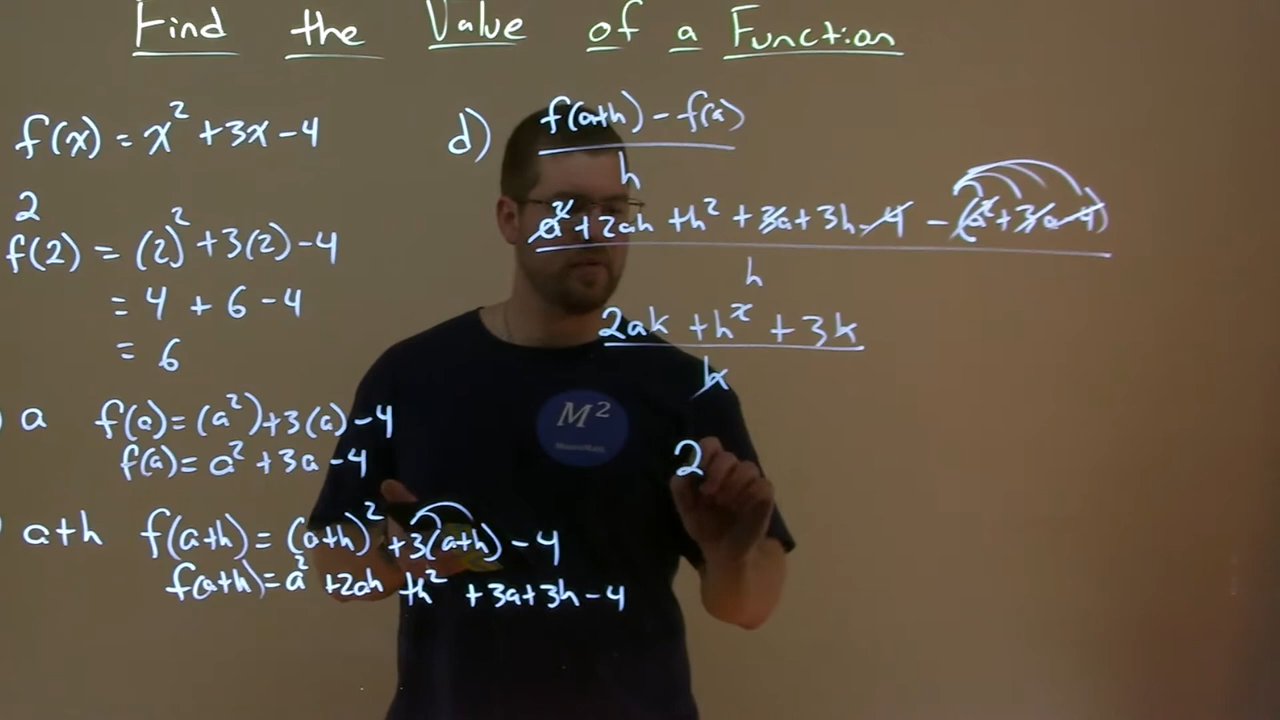 Find the Value of a Function
f(x) = x² + 3x - 4
2
f(2) = (2)² + 3(2) - 4
= 4 + 6 - 4
= 6
a f(a) = (a²) + 3(a) - 4
f(a) = a² + 3a - 4
a+h f(a+h) = (a+h)² + 3(a+h) - 4
f(a+h) = a² + 2ah + h² + 3a + 3h - 4
d) f(a+h) - f(a)
h
a² + 2ah + h² + 3a + 3h - 4 - (a² + 3a - 4)
h
2ah + h² + 3h
h
2
M²